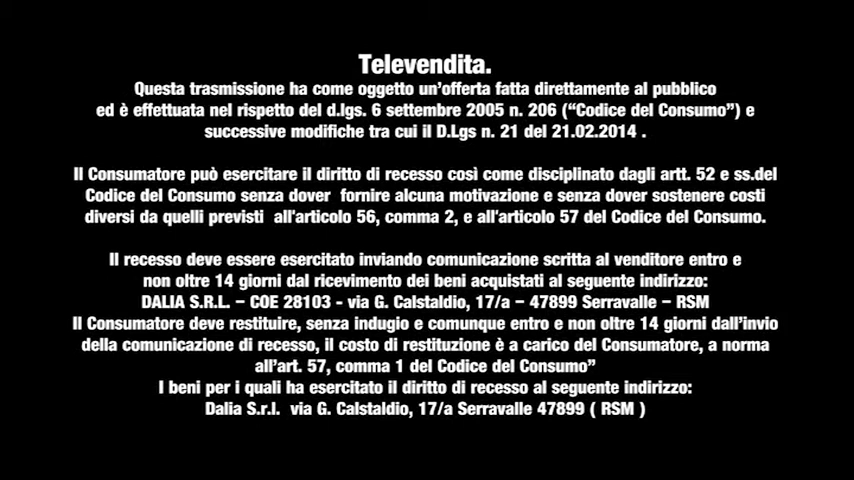 Televendita.
Questa trasmissione ha come oggetto un'offerta fatta direttamente al pubblico
ed è effettuata nel rispetto del d.lgs. 6 settembre 2005 n. 206 (“Codice del Consumo”) e
successive modifiche tra cui il D.Lgs n. 21 del 21.02.2014 .
Il Consumatore può esercitare il diritto di recesso così come disciplinato dagli artt. 52 e ss.del
Codice del Consumo senza dover fornire alcuna motivazione e senza dover sostenere costi
diversi da quelli previsti all'articolo 56, comma 2, e all'articolo 57 del Codice del Consumo.
Il recesso deve essere esercitato inviando comunicazione scritta al venditore entro e
non oltre 14 giorni dal ricevimento dei beni acquistati al seguente indirizzo:
DALIA S.R.L. – COE 28103 - via G. Calstaldio, 17/a – 47899 Serravalle – RSM
Il Consumatore deve restituire, senza indugio e comunque entro e non oltre 14 giorni dall'invio
della comunicazione di recesso, il costo di restituzione è a carico del Consumatore, a norma
all'art. 57, comma 1 del Codice del Consumo”
I beni per i quali ha esercitato il diritto di recesso al seguente indirizzo:
Dalia S.r.l. via G. Calstaldio, 17/a Serravalle 47899 ( RSM )